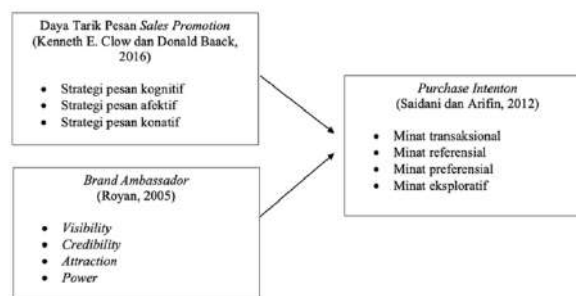 Daya Tarik Pesan Sales Promotion
(Kenneth E. Clow dan Donald Baack,
2016)
• Strategi pesan kognitif
• Strategi pesan afektif
• Strategi pesan konatif
Brand Ambassador
(Royan, 2005)
• Visibility
• Credibility
• Attraction
• Power
Purchase Intenton
(Saidani dan Arifin, 2012)
• Minat transaksional
• Minat referensial
• Minat preferensial
• Minat eksploratif